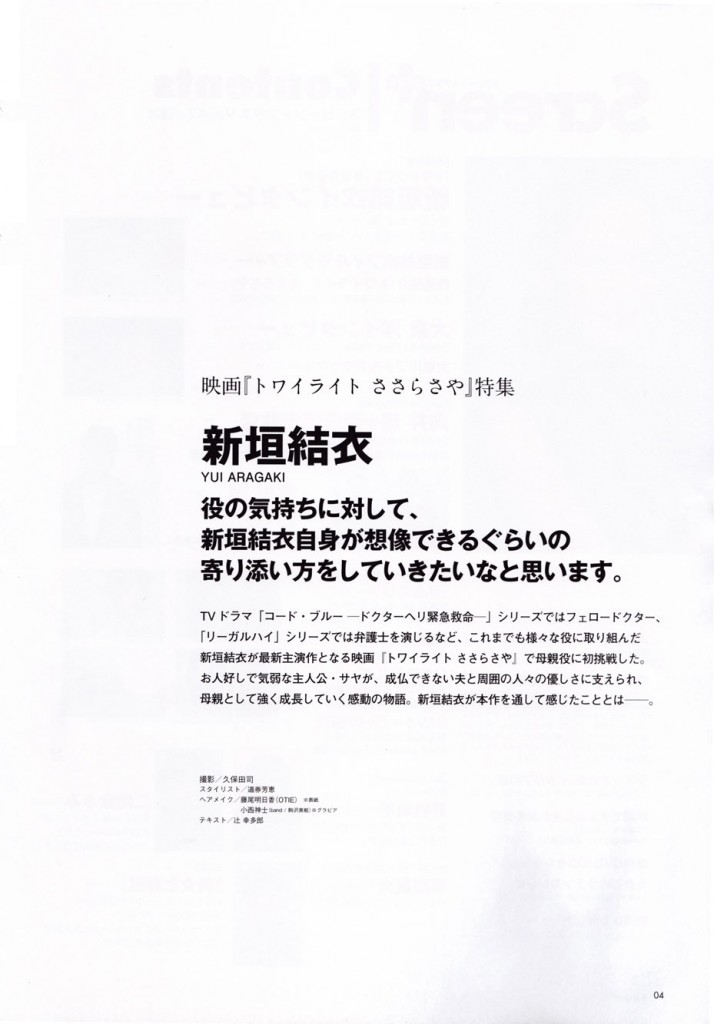 映画『トワイライト ささらさや』特集
新垣結衣
YUI ARAGAKI
役の気持ちに対して、
新垣結衣自身が想像できるぐらいの
寄り添い方をしていきたいなと思います。
TVドラマ「コード・ブルー ―ドクターヘリ緊急救命―」シリーズではフェロードクター、
「リーガルハイ」シリーズでは弁護士を演じるなど、これまでも様々な役に取り組んだ
新垣結衣が最新主演作となる映画『トワイライト ささらさや』で母親役に初挑戦した。
お人好しで気弱な主人公・サヤが、成仏できない夫と周囲の人々の優しさに支えられ、
母親として強く成長していく感動の物語。新垣結衣が本作を通して感じたこととは――。
撮影／久保田司
スタイリスト／道券芳恵
ヘアメイク／藤尾明日香（OTIE） ※表紙
小西神士（band / 駒沢美粧）※グラビア
テキスト／辻 幸多郎
04